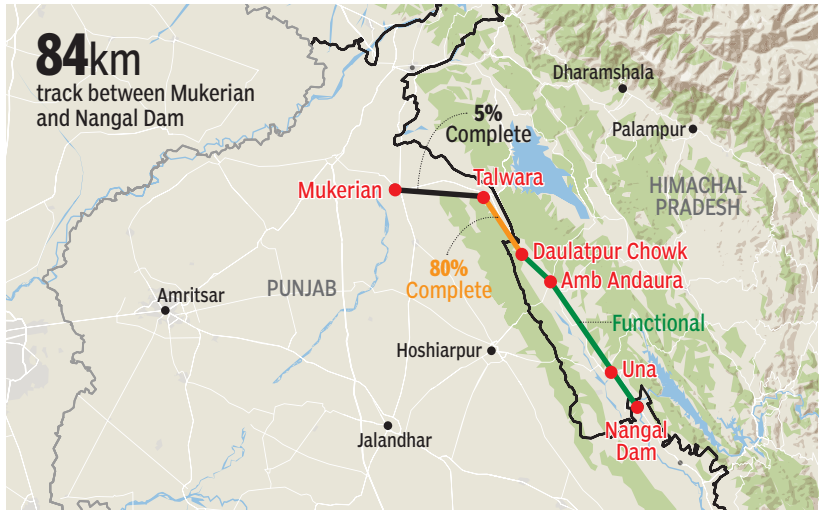 84km
track between Mukerian
and Nangal Dam
Dharamshala
5%
Complete
Palampur
Talwara
Mukerian
HIMACHAL
PRADESH
Daulatpur Chowk
80%
Complete
Amb Andaura
PUNJAB
Amritsar
Functional
Hoshiarpur
Una
Nangal
Dam
Jalandhar